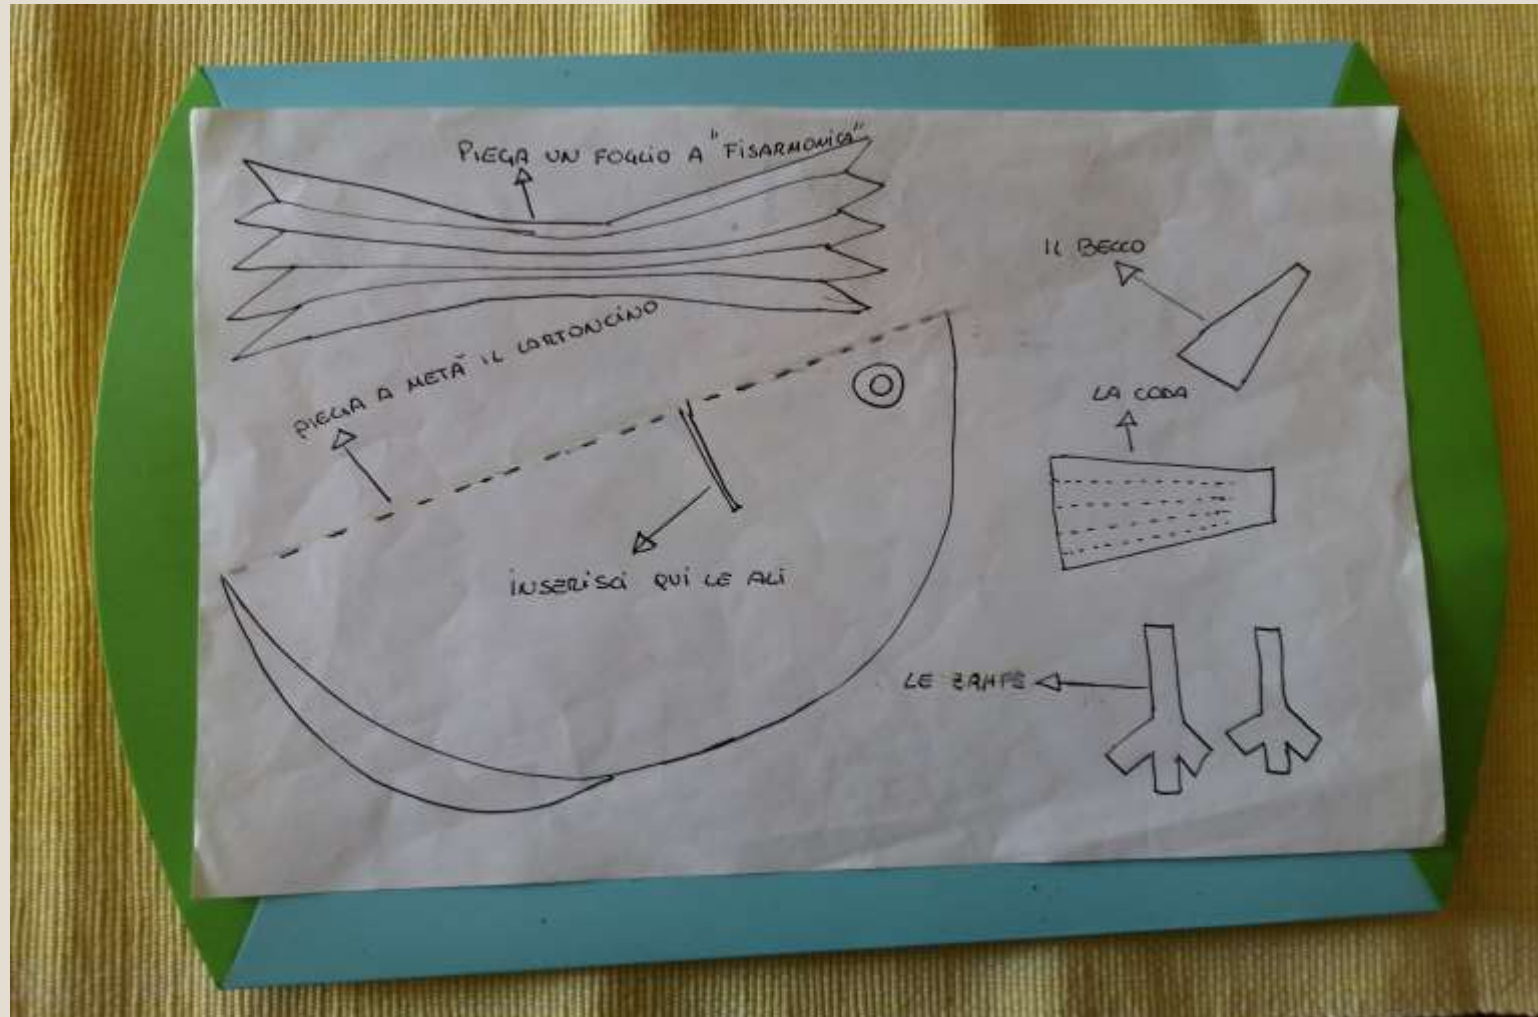 PIEGA UN FOGLIO A "FISARMONICA"
PIEGA A METÀ IL CARTONCINO
INSERISCI QUI LE ALI
IL BECCO
LA CODA
LE ZAMPE